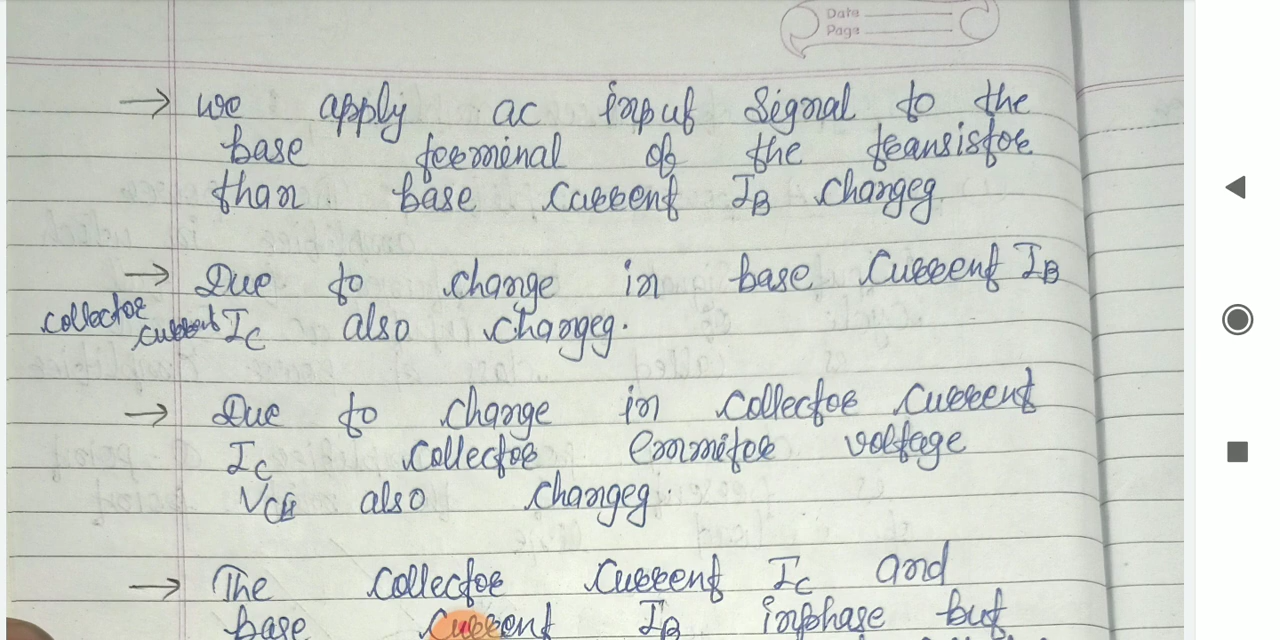 Date
Page
→ we apply ac input signal to the
base terminal of the transistor
than base current IB changes
→ Due to change in base current IB
collector current IC also changes.
→ Due to change in collector current
IC collector emmiter voltage
VCE also changes.
→ The collector current IC and
base current IB inphase but